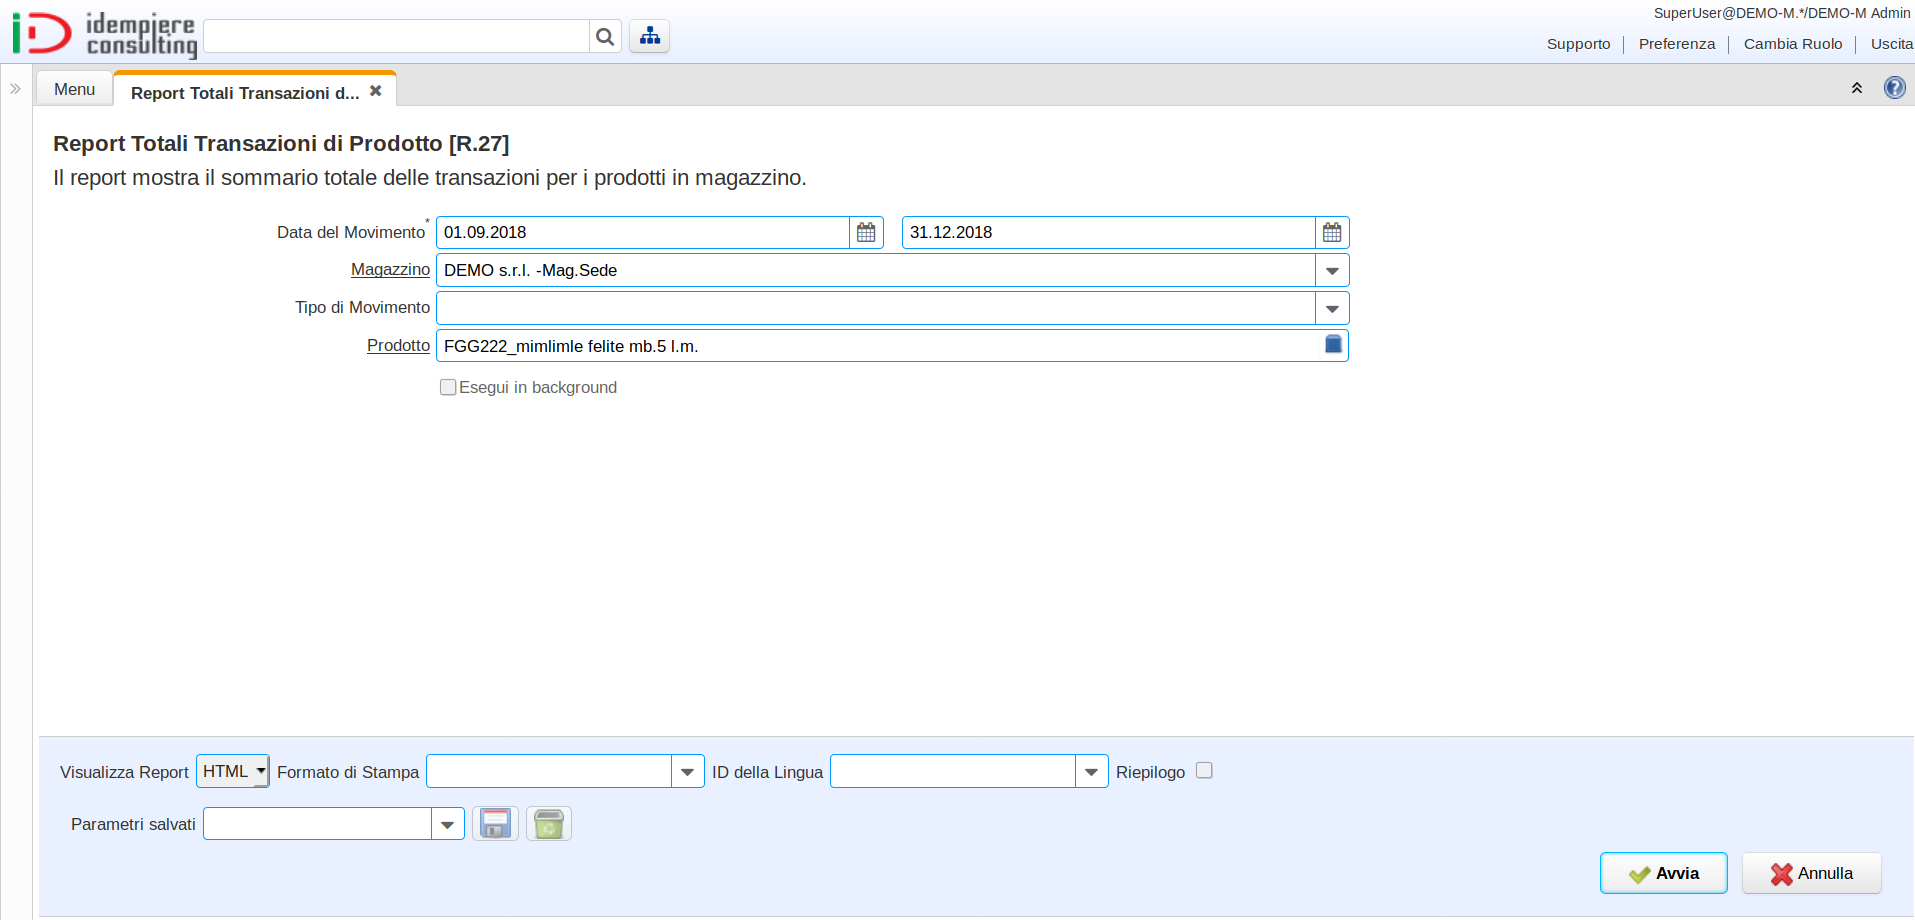 idempiere
consulting
SuperUser@DEMO-M.*/DEMO-M Admin
Supporto Preferenza Cambia Ruolo Uscita
Menu Report Totali Transazioni d...
Report Totali Transazioni di Prodotto [R.27]
Il report mostra il sommario totale delle transazioni per i prodotti in magazzino.
Data del Movimento* 01.09.2018 31.12.2018
Magazzino DEMO s.r.l. -Mag.Sede
Tipo di Movimento
Prodotto FGG222_mimlimle felite mb.5 l.m.
Esegui in background
Visualizza Report HTML Formato di Stampa ID della Lingua Riepilogo
Parametri salvati
Avvia Annulla